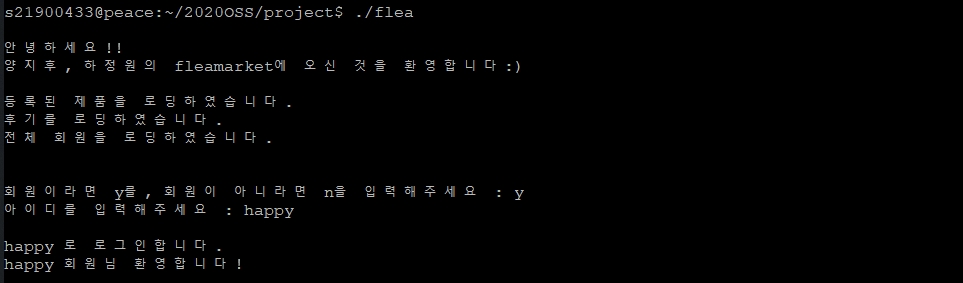 s21900433@peace:~/2020OSS/project$ ./flea
안녕하세요!!
양지후, 하정원의 fleamarket에 오신 것을 환영합니다:)
등록된 제품을 로딩하였습니다.
후기를 로딩하였습니다.
전체 회원을 로딩하였습니다.
회원이라면 y를, 회원이 아니라면 n을 입력해주세요 : y
아이디를 입력해주세요 : happy
happy로 로그인합니다.
happy회원님 환영합니다!